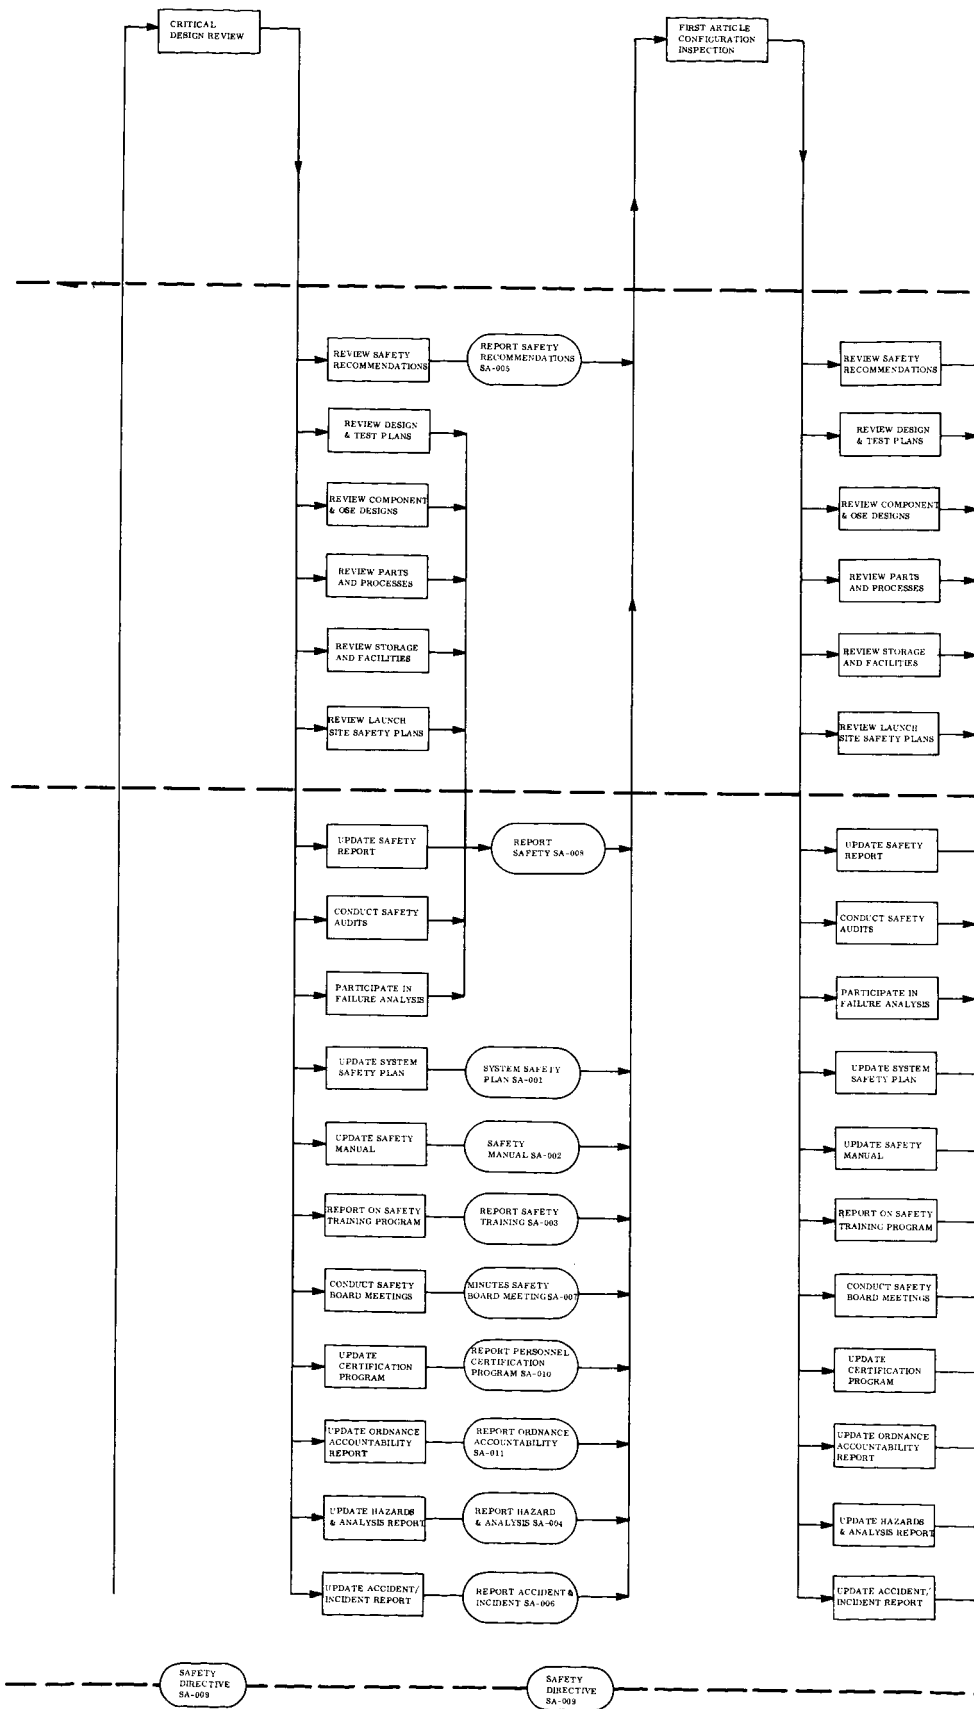 CRITICAL
DESIGN REVIEW
FIRST ARTICLE
CONFIGURATION
INSPECTION
REVIEW SAFETY
RECOMMENDATIONS
REPORT SAFETY
RECOMMENDATIONS
SA-005
REVIEW DESIGN
& TEST PLANS
REVIEW COMPONENT
& OSE DESIGNS
REVIEW PARTS
AND PROCESSES
REVIEW STORAGE
AND FACILITIES
REVIEW LAUNCH
SITE SAFETY PLANS
UPDATE SAFETY
REPORT
REPORT
SAFETY SA-008
CONDUCT SAFETY
AUDITS
PARTICIPATE IN
FAILURE ANALYSIS
UPDATE SYSTEM
SAFETY PLAN
SYSTEM SAFETY
PLAN SA-001
UPDATE SAFETY
MANUAL
SAFETY
MANUAL SA-002
REPORT ON SAFETY
TRAINING PROGRAM
REPORT SAFETY
TRAINING SA-003
CONDUCT SAFETY
BOARD MEETINGS
MINUTES SAFETY
BOARD MEETING SA-007
UPDATE
CERTIFICATION
PROGRAM
REPORT PERSONNEL
CERTIFICATION
PROGRAM SA-010
UPDATE ORDNANCE
ACCOUNTABILITY
REPORT
REPORT ORDNANCE
ACCOUNTABILITY
SA-011
UPDATE HAZARDS
& ANALYSIS REPORT
REPORT HAZARD
& ANALYSIS SA-004
UPDATE ACCIDENT/
INCIDENT REPORT
REPORT ACCIDENT &
INCIDENT SA-006
REVIEW SAFETY
RECOMMENDATIONS
REVIEW DESIGN
& TEST PLANS
REVIEW COMPONENT
& OSE DESIGNS
REVIEW PARTS
AND PROCESSES
REVIEW STORAGE
AND FACILITIES
REVIEW LAUNCH
SITE SAFETY PLANS
UPDATE SAFETY
REPORT
CONDUCT SAFETY
AUDITS
PARTICIPATE IN
FAILURE ANALYSIS
UPDATE SYSTEM
SAFETY PLAN
UPDATE SAFETY
MANUAL
REPORT ON SAFETY
TRAINING PROGRAM
CONDUCT SAFETY
BOARD MEETINGS
UPDATE
CERTIFICATION
PROGRAM
UPDATE ORDNANCE
ACCOUNTABILITY
REPORT
UPDATE HAZARDS
& ANALYSIS REPORT
UPDATE ACCIDENT/
INCIDENT REPORT
SAFETY
DIRECTIVE
SA-009
SAFETY
DIRECTIVE
SA-009